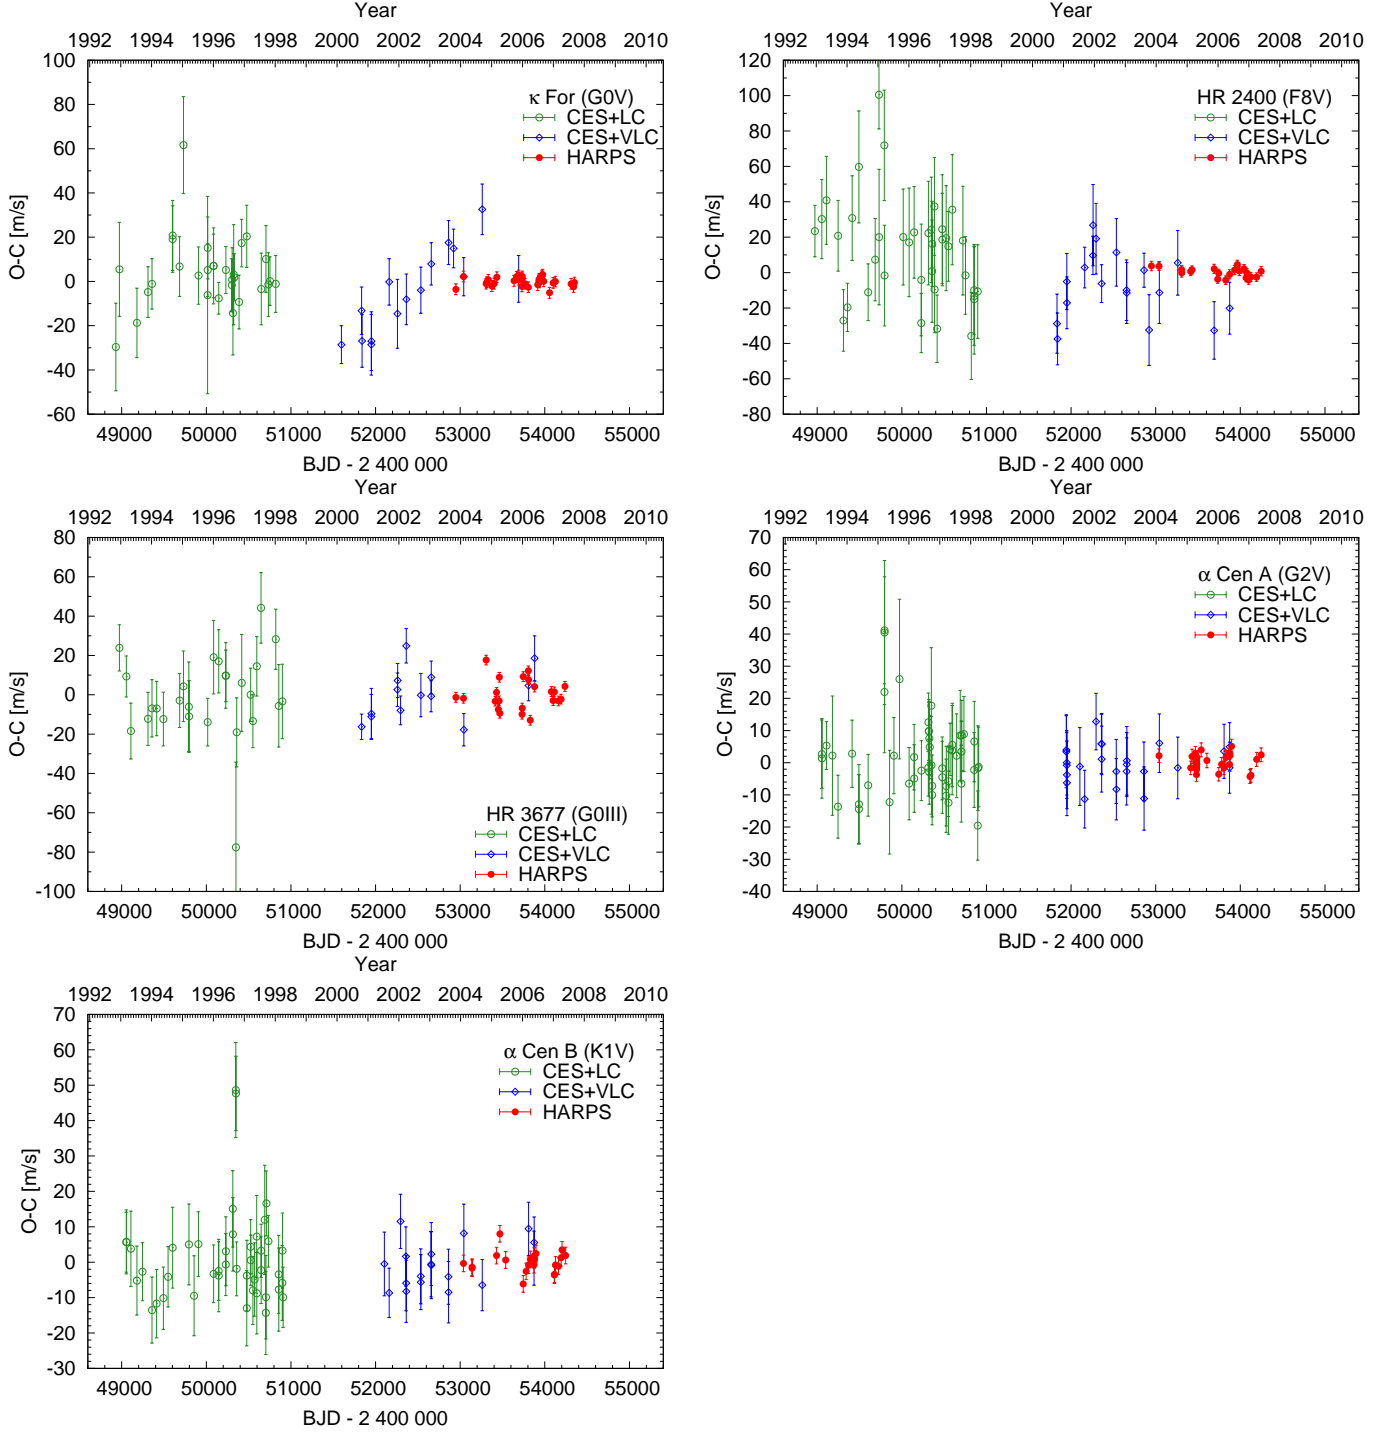 Year
1992 1994 1996 1998 2000 2002 2004 2006 2008 2010
100
80
60
40
20
0
-20
-40
-60
O-C [m/s]
κ For (G0V)
CES+LC
CES+VLC
HARPS
49000 50000 51000 52000 53000 54000 55000
BJD - 2 400 000
Year
1992 1994 1996 1998 2000 2002 2004 2006 2008 2010
120
100
80
60
40
20
0
-20
-40
-60
-80
O-C [m/s]
HR 2400 (F8V)
CES+LC
CES+VLC
HARPS
49000 50000 51000 52000 53000 54000 55000
BJD - 2 400 000
Year
1992 1994 1996 1998 2000 2002 2004 2006 2008 2010
80
60
40
20
0
-20
-40
-60
-80
-100
O-C [m/s]
HR 3677 (G0III)
CES+LC
CES+VLC
HARPS
49000 50000 51000 52000 53000 54000 55000
BJD - 2 400 000
Year
1992 1994 1996 1998 2000 2002 2004 2006 2008 2010
70
60
50
40
30
20
10
0
-10
-20
-30
-40
O-C [m/s]
α Cen A (G2V)
CES+LC
CES+VLC
HARPS
49000 50000 51000 52000 53000 54000 55000
BJD - 2 400 000
Year
1992 1994 1996 1998 2000 2002 2004 2006 2008 2010
70
60
50
40
30
20
10
0
-10
-20
-30
O-C [m/s]
α Cen B (K1V)
CES+LC
CES+VLC
HARPS
49000 50000 51000 52000 53000 54000 55000
BJD - 2 400 000